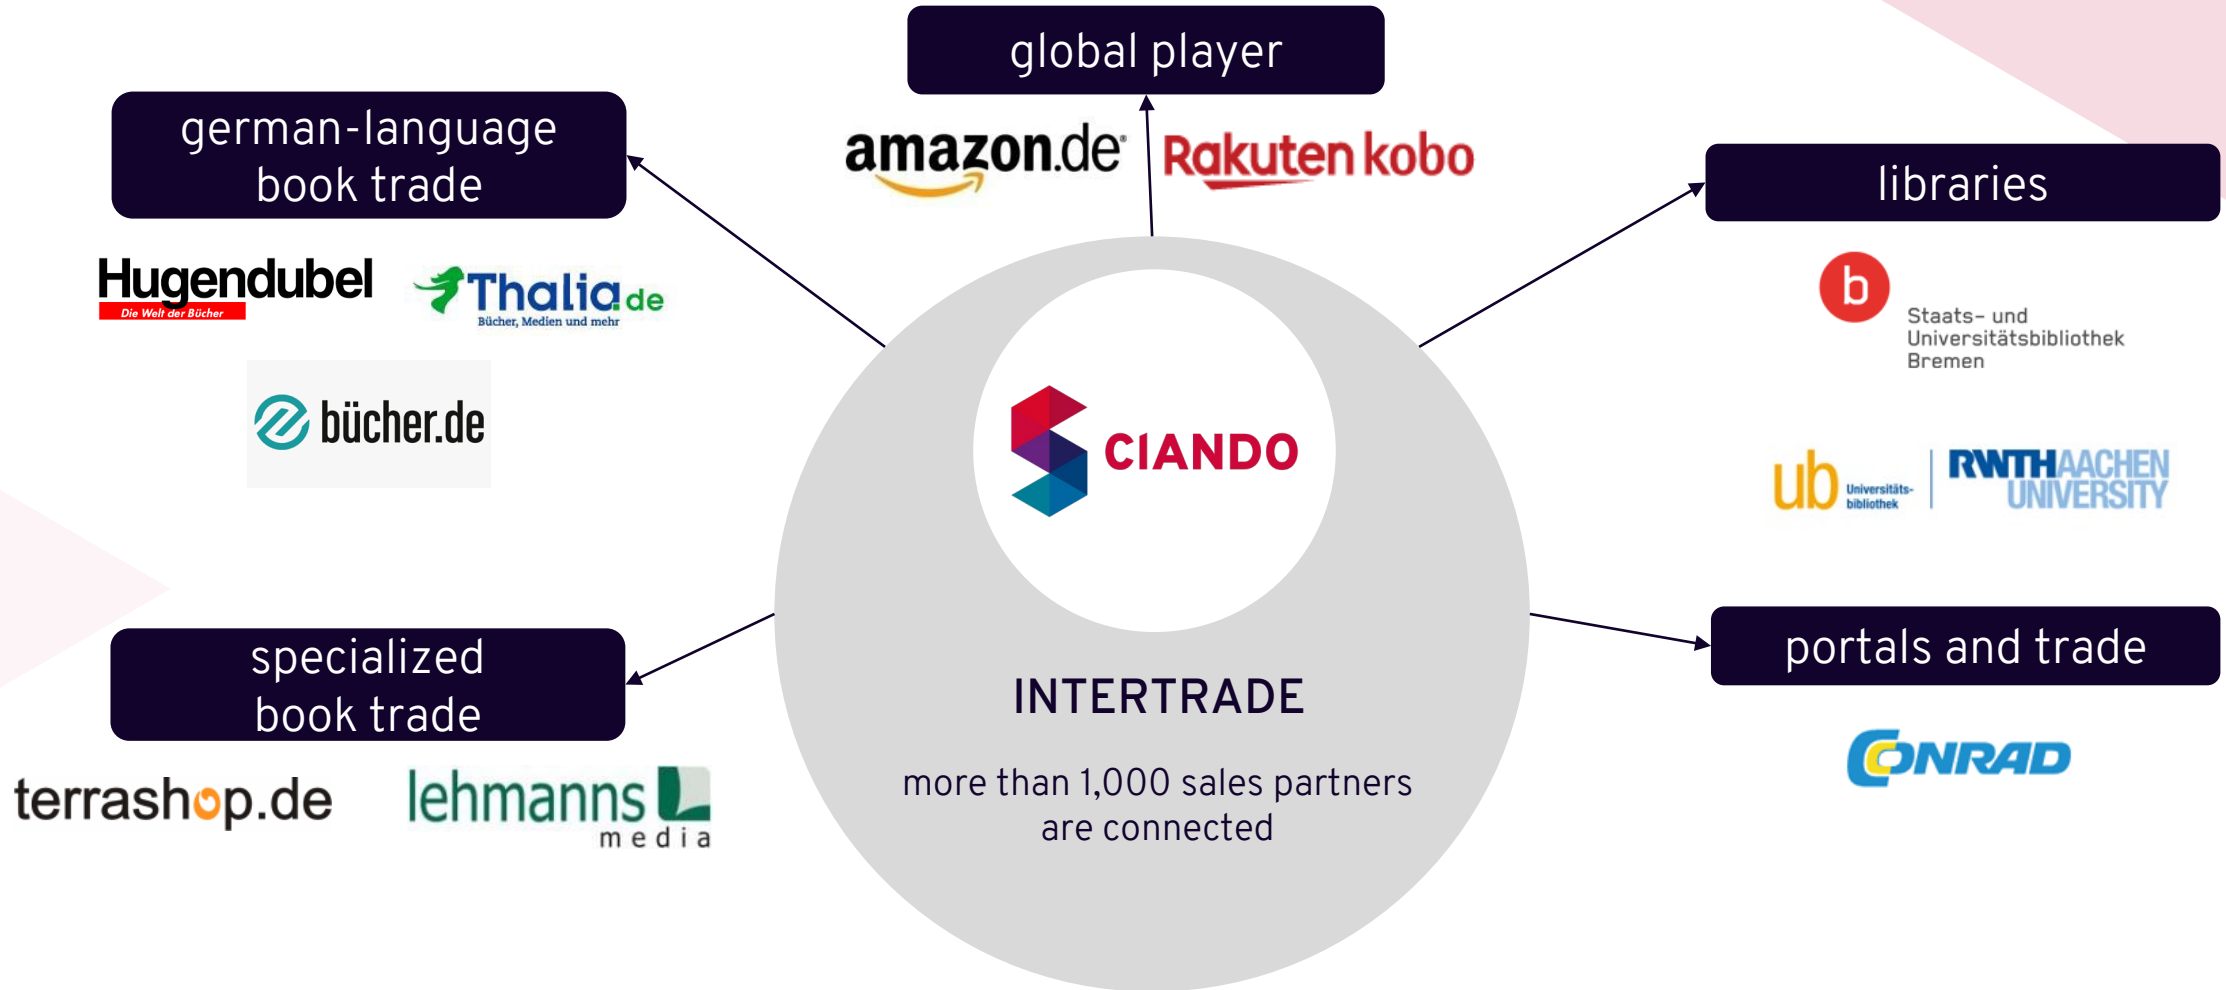 global player
amazon.de
Rakuten kobo
german-language
book trade
Hugendubel
Die Welt der Bücher
Thalia.de
Bücher, Medien und mehr
bücher.de
libraries
b
Staats- und
Universitätsbibliothek
Bremen
ub Universitäts-
bibliothek
RWTHAACHEN
UNIVERSITY
CIANDO
INTERTRADE
more than 1,000 sales partners
are connected
specialized
book trade
terrashop.de
lehmanns
media
portals and trade
CONRAD